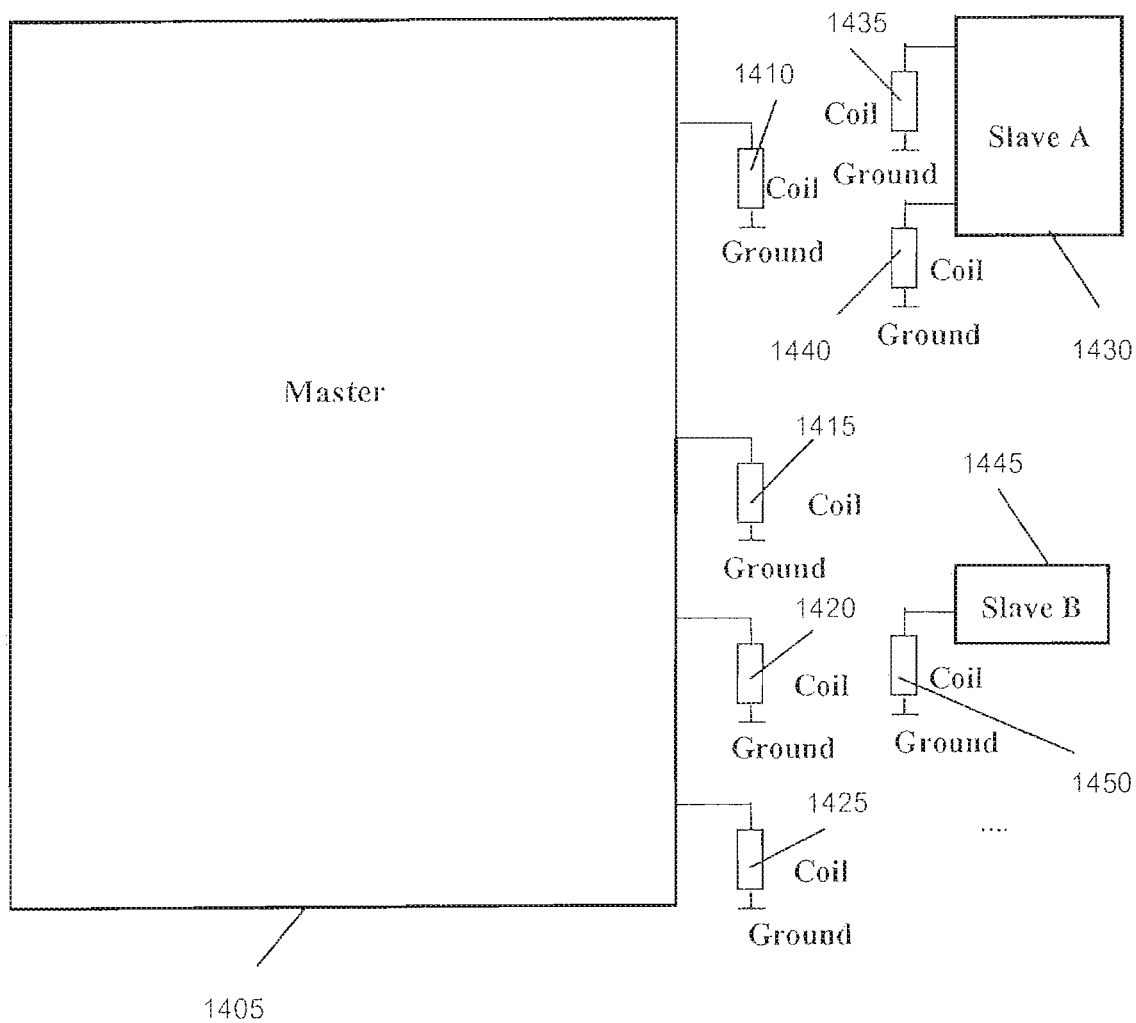 1435
1410
Coil
Slave A
Coil
Ground
Ground
Coil
1440
Ground
1430
Master
1415
1445
Coil
Ground
1420
Slave B
Coil
Coil
Ground
Ground
1450
1425
....
Coil
Ground
1405